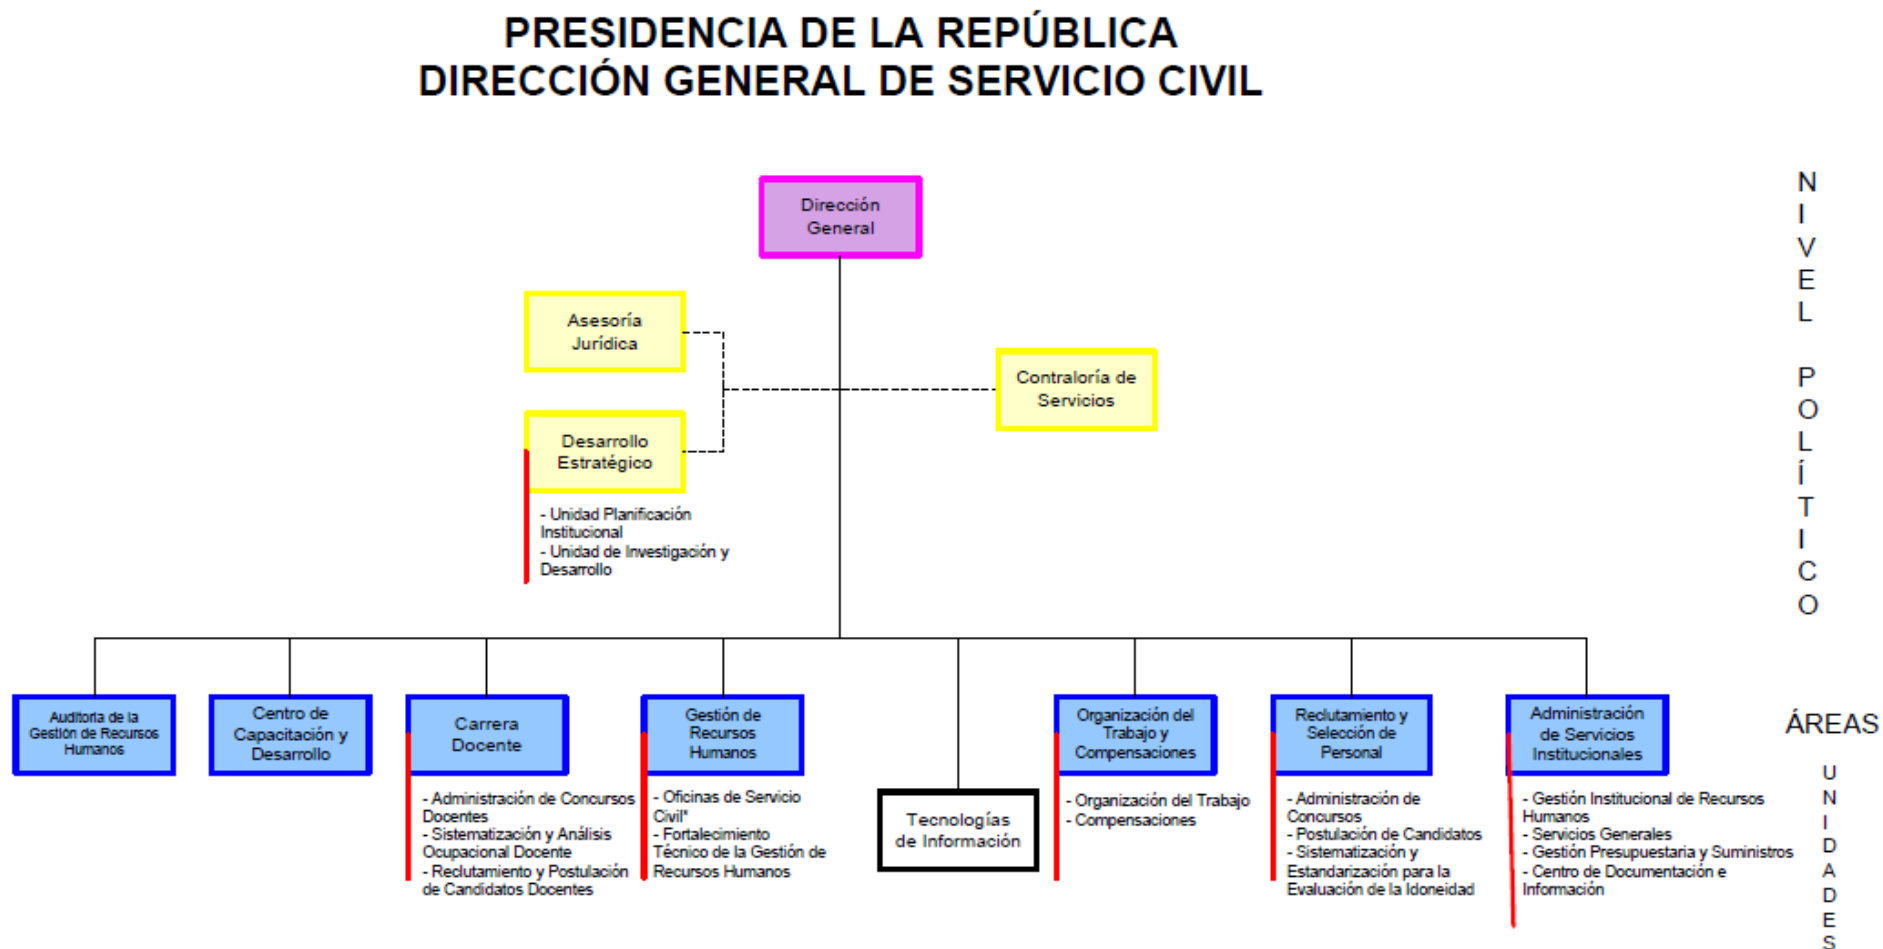 PRESIDENCIA DE LA REPÚBLICA
DIRECCIÓN GENERAL DE SERVICIO CIVIL
Dirección
General
Asesoría
Jurídica
Contraloría de
Servicios
Desarrollo
Estratégico
- Unidad Planificación
Institucional
- Unidad de Investigación y
Desarrollo
NIVEL POLÍTICO
Auditoria de la
Gestión de Recursos
Humanos
Centro de
Capacitación y
Desarrollo
Carrera
Docente
- Administración de Concursos
Docentes
- Sistematización y Análisis
Ocupacional Docente
- Reclutamiento y Postulación
de Candidatos Docentes
Gestión de
Recursos
Humanos
- Oficinas de Servicio
Civil*
- Fortalecimiento
Técnico de la Gestión de
Recursos Humanos
Tecnologías
de Información
Organización del
Trabajo y
Compensaciones
- Organización del Trabajo
- Compensaciones
Reclutamiento y
Selección de
Personal
- Administración de
Concursos
- Postulación de Candidatos
- Sistematización y
Estandarización para la
Evaluación de la Idoneidad
Administración
de Servicios
Institucionales
- Gestión Institucional de Recursos
Humanos
- Servicios Generales
- Gestión Presupuestaria y Suministros
- Centro de Documentación e
Información
ÁREAS
UNIDADES